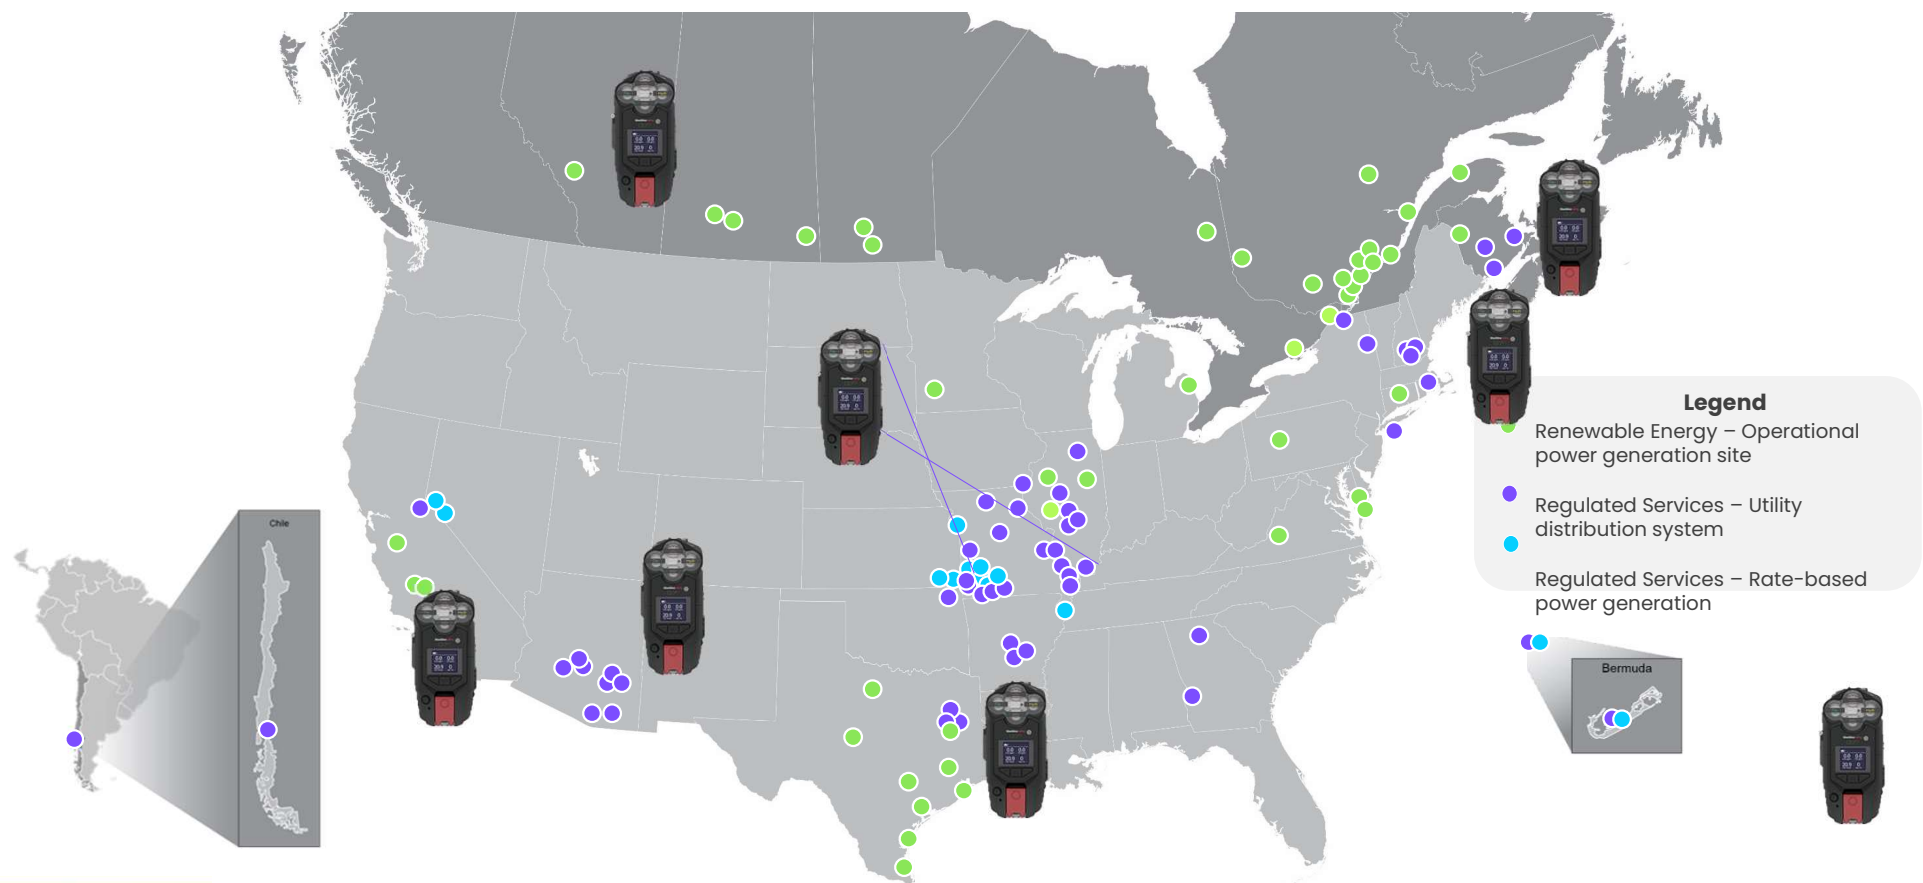 Chile
Legend
Renewable Energy – Operational
power generation site
Regulated Services – Utility
distribution system
Regulated Services – Rate-based
power generation
Bermuda